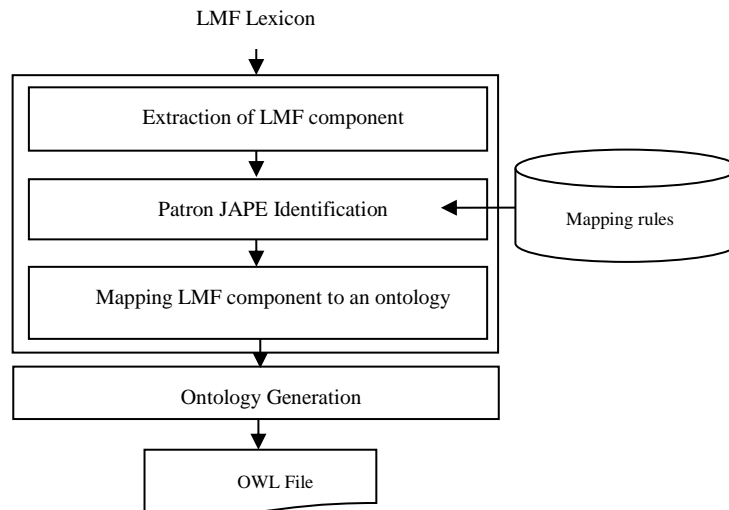 LMF Lexicon
Extraction of LMF component
Patron JAPE Identification
Mapping rules
Mapping LMF component to an ontology
Ontology Generation
OWL File